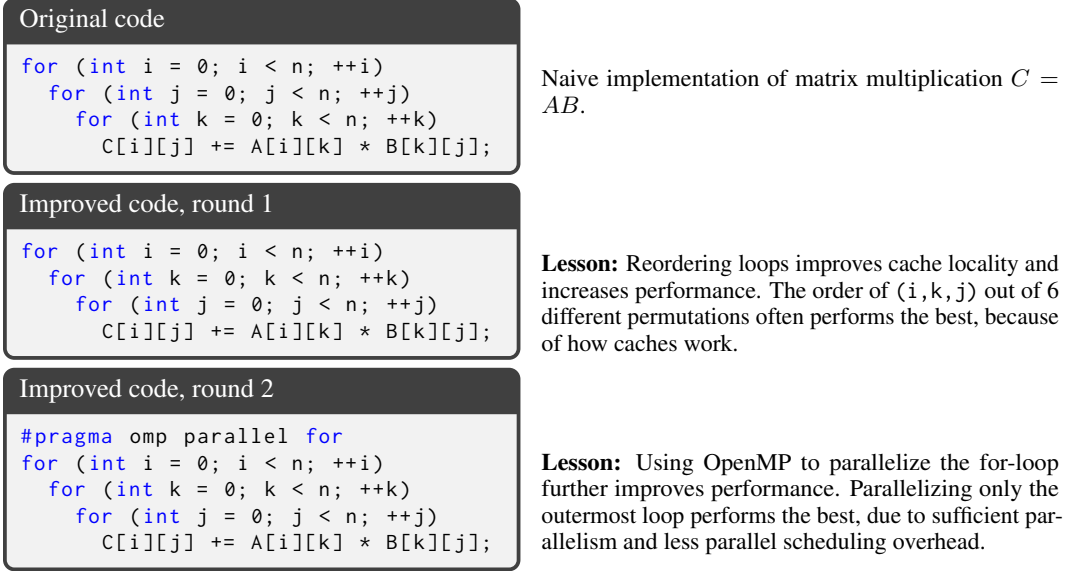 Original code
for (int i = 0; i < n; ++i)
  for (int j = 0; j < n; ++j)
    for (int k = 0; k < n; ++k)
      C[i][j] += A[i][k] * B[k][j];
Naive implementation of matrix multiplication C =
AB.
Improved code, round 1
for (int i = 0; i < n; ++i)
  for (int k = 0; k < n; ++k)
    for (int j = 0; j < n; ++j)
      C[i][j] += A[i][k] * B[k][j];
Lesson: Reordering loops improves cache locality and
increases performance. The order of (i,k,j) out of 6
different permutations often performs the best, because
of how caches work.
Improved code, round 2
#pragma omp parallel for
for (int i = 0; i < n; ++i)
  for (int k = 0; k < n; ++k)
    for (int j = 0; j < n; ++j)
      C[i][j] += A[i][k] * B[k][j];
Lesson: Using OpenMP to parallelize the for-loop
further improves performance. Parallelizing only the
outermost loop performs the best, due to sufficient par-
allelism and less parallel scheduling overhead.